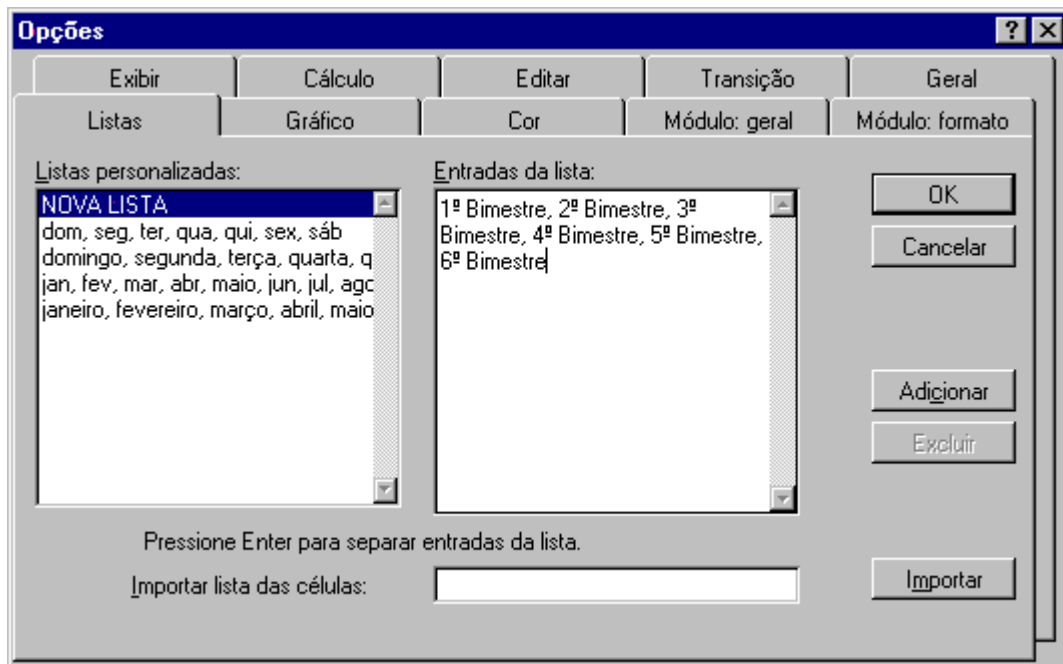 Opções
Exibir Cálculo Editar Transição Geral
Listas Gráfico Cor Módulo: geral Módulo: formato
Listas personalizadas:
NOVA LISTA
dom, seg, ter, qua, qui, sex, sáb
domingo, segunda, terça, quarta, q
jan, fev, mar, abr, maio, jun, jul, ago
janeiro, fevereiro, março, abril, maio
Entradas da lista:
1º Bimestre, 2º Bimestre, 3º
Bimestre, 4º Bimestre, 5º Bimestre,
6º Bimestre
OK
Cancelar
Adicionar
Excluir
Pressione Enter para separar entradas da lista.
Importar lista das células:
Importar